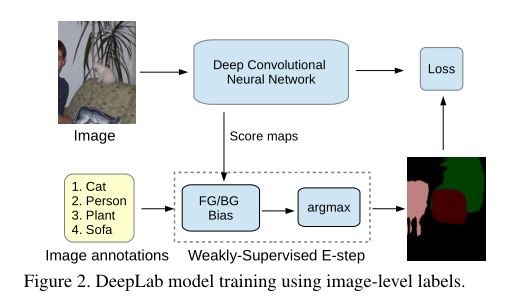 Deep Convolutional
Neural Network
Loss
Image
Score maps
1. Cat
2. Person
3. Plant
4. Sofa
FG/BG
Bias
argmax
Image annotations
Weakly-Supervised E-step
Figure 2. DeepLab model training using image-level labels.